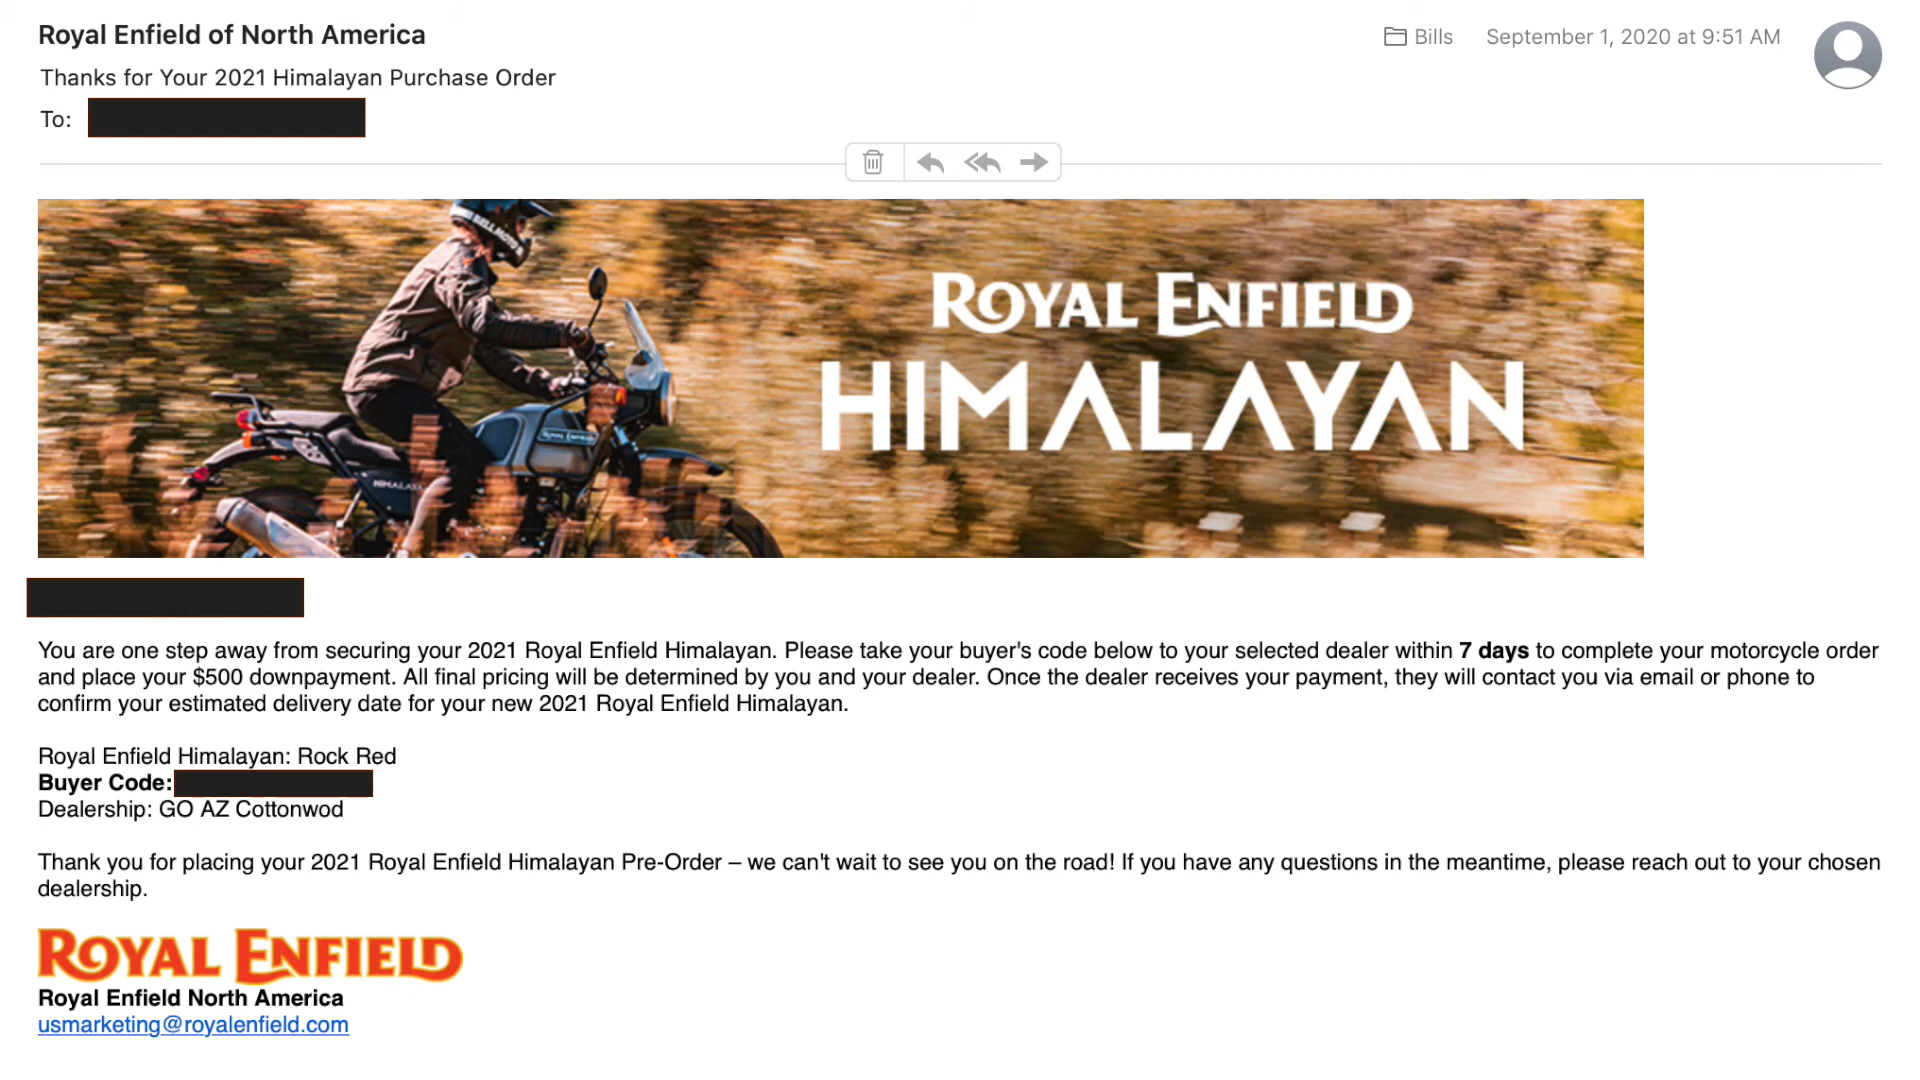 Royal Enfield of North America
Bills
September 1, 2020 at 9:51 AM
Thanks for Your 2021 Himalayan Purchase Order
To:
BELL MOTO
ROYAL ENFIELD
HIMALAYAN
ROYAL ENFIELD
HIMALAYAN
You are one step away from securing your 2021 Royal Enfield Himalayan. Please take your buyer's code below to your selected dealer within 7 days to complete your motorcycle order
and place your $500 downpayment. All final pricing will be determined by you and your dealer. Once the dealer receives your payment, they will contact you via email or phone to
confirm your estimated delivery date for your new 2021 Royal Enfield Himalayan.
Royal Enfield Himalayan: Rock Red
Buyer Code:
Dealership: GO AZ Cottonwod
Thank you for placing your 2021 Royal Enfield Himalayan Pre-Order – we can't wait to see you on the road! If you have any questions in the meantime, please reach out to your chosen
dealership.
ROYAL ENFIELD
Royal Enfield North America
usmarketing@royalenfield.com